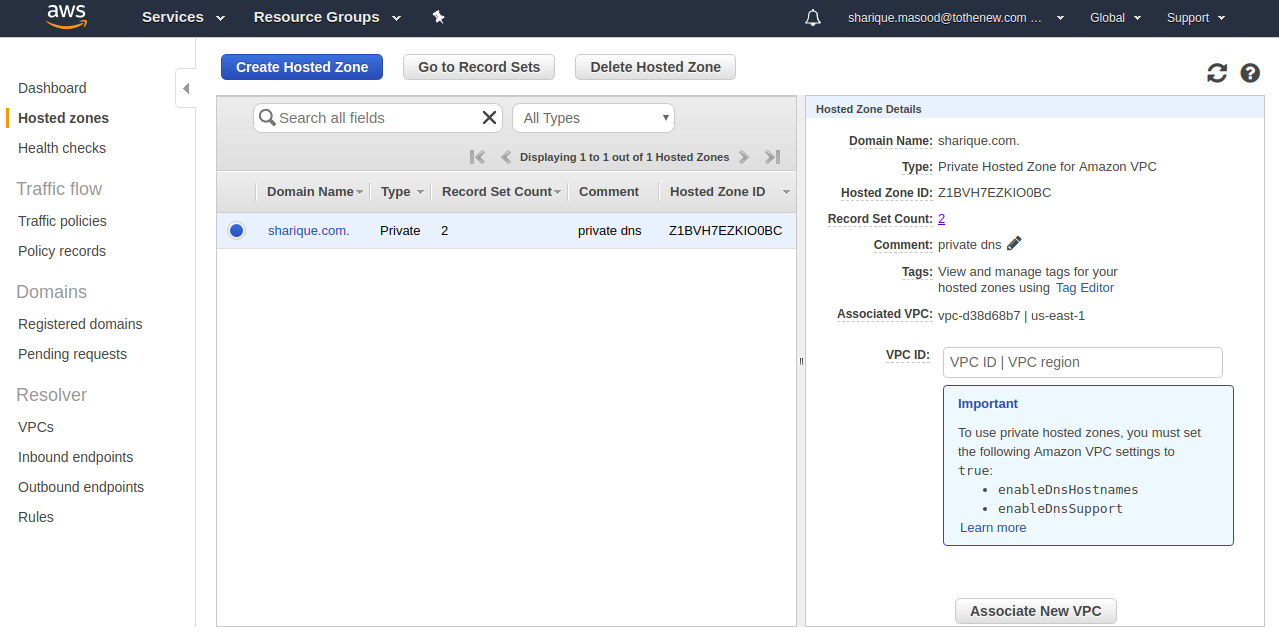 aws
Services
Resource Groups
sharique.masood@tothenew.com ...
Global
Support
Dashboard
Hosted zones
Health checks
Traffic flow
Traffic policies
Policy records
Domains
Registered domains
Pending requests
Resolver
VPCs
Inbound endpoints
Outbound endpoints
Rules
Create Hosted Zone
Go to Record Sets
Delete Hosted Zone
Search all fields
All Types
Displaying 1 to 1 out of 1 Hosted Zones
Domain Name Type Record Set Count Comment Hosted Zone ID
sharique.com. Private 2 private dns Z1BVH7EZKIO0BC
Hosted Zone Details
Domain Name: sharique.com.
Type: Private Hosted Zone for Amazon VPC
Hosted Zone ID: Z1BVH7EZKIO0BC
Record Set Count: 2
Comment: private dns
Tags: View and manage tags for your
hosted zones using Tag Editor
Associated VPC: vpc-d38d68b7 | us-east-1
VPC ID: VPC ID | VPC region
Important
To use private hosted zones, you must set
the following Amazon VPC settings to
true:
• enableDnsHostnames
• enableDnsSupport
Learn more
Associate New VPC